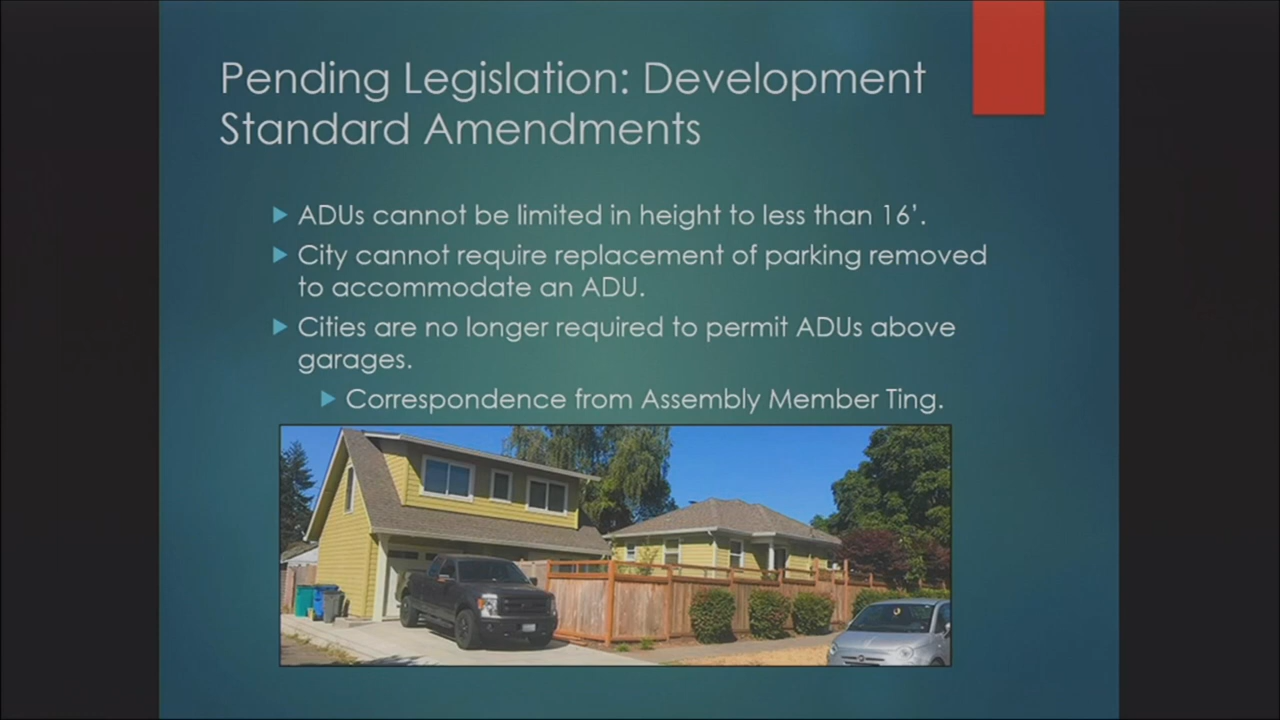 Pending Legislation: Development
Standard Amendments
ADUs cannot be limited in height to less than 16’.
City cannot require replacement of parking removed
to accommodate an ADU.
Cities are no longer required to permit ADUs above
garages.
Correspondence from Assembly Member Ting.